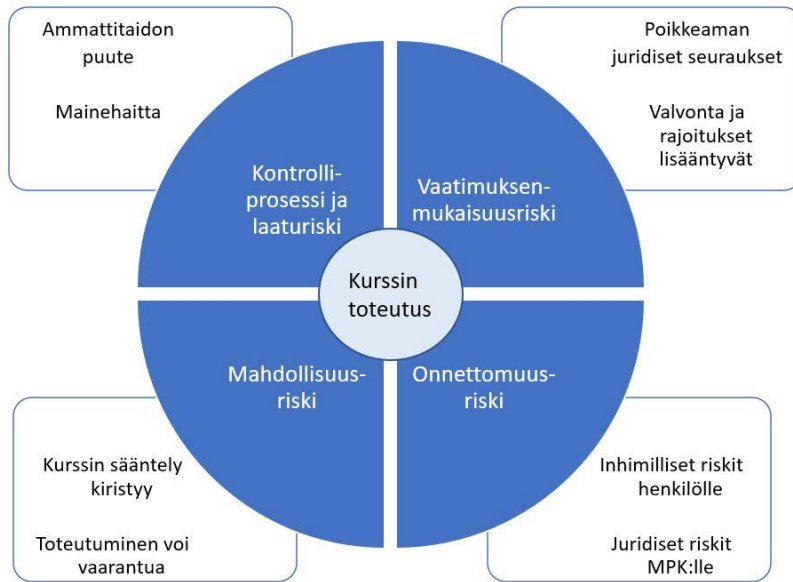 Ammattitaidon
puute
Mainehaitta
Poikkeaman
juridiset seuraukset
Valvonta ja
rajoitukset
lisääntyvät
Kontrolli-
prosessi ja
laaturiski
Vaatimuksen-
mukaisuusriski
Kurssin
toteutus
Mahdollisuus-
riski
Onnettomuus-
riski
Kurssin sääntely
kiristyy
Toteutuminen voi
vaarantua
Inhimilliset riskit
henkilölle
Juridiset riskit
MPK:lle